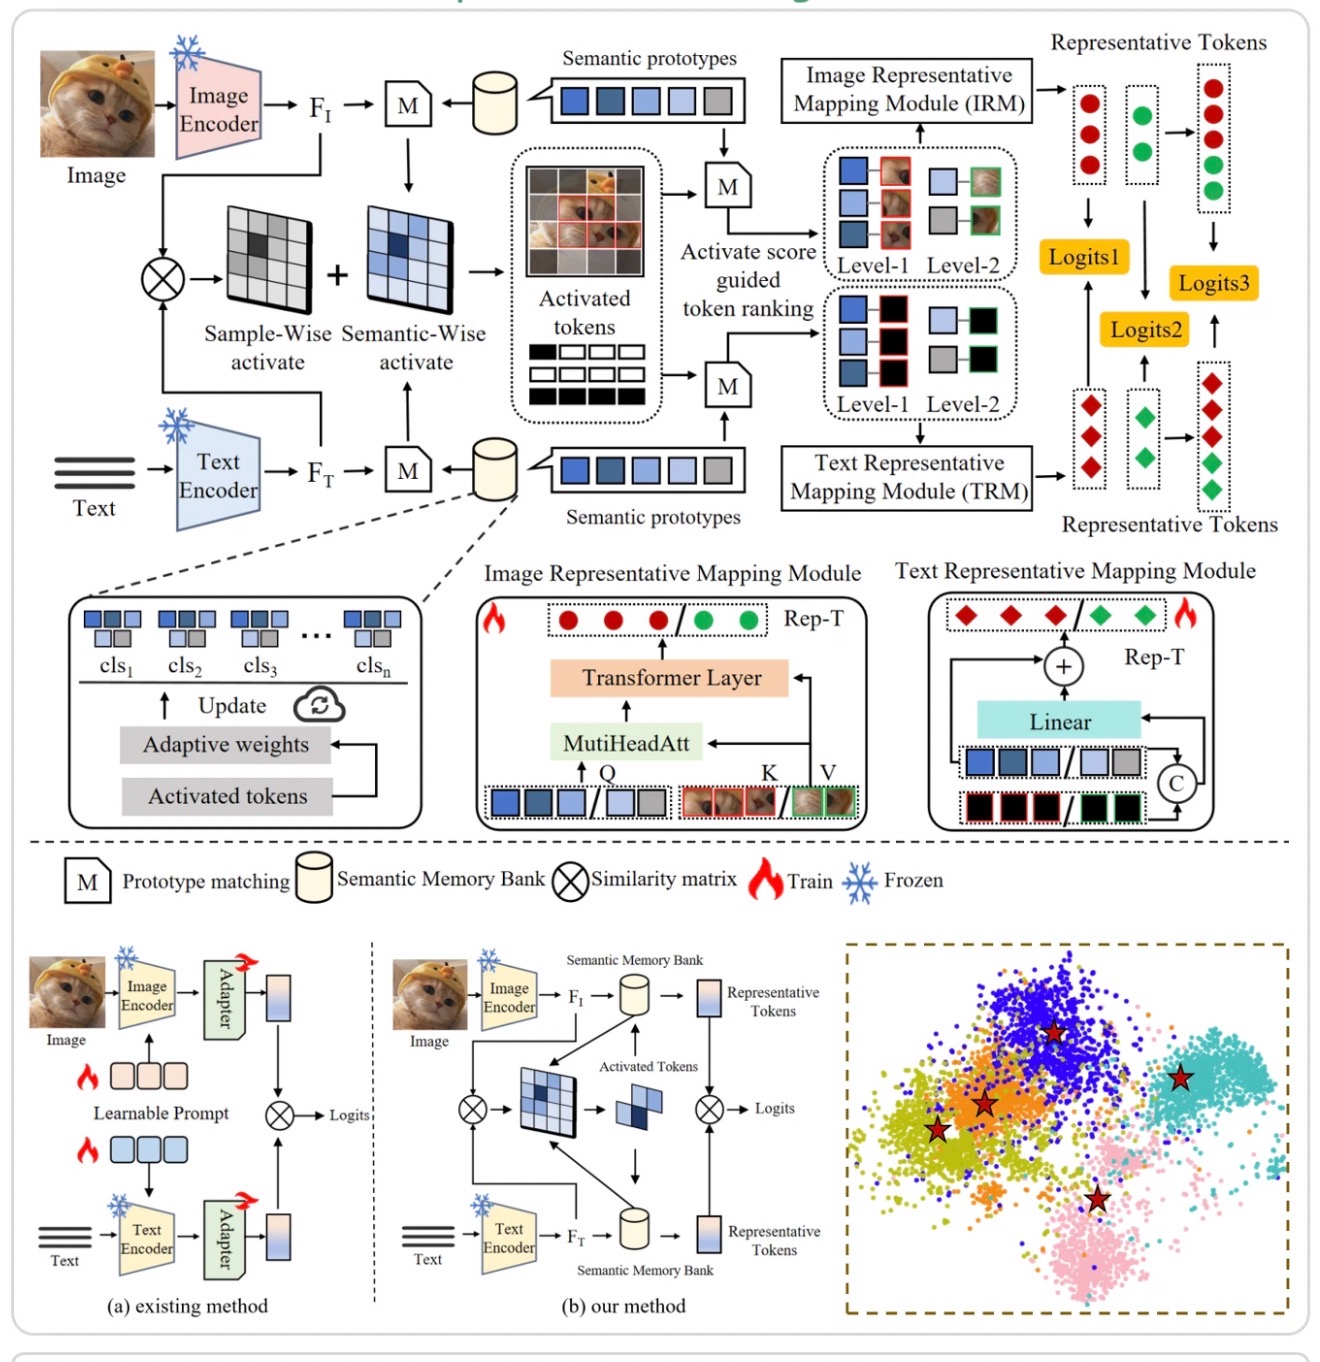 Semantic prototypes
Representative Tokens
Image
Encoder
F_I
M
Image Representative
Mapping Module (IRM)
Image
M
Activated
tokens
Activate score
guided
token ranking
Level-1
Level-2
Logits1
Logits3
Logits2
Sample-Wise
activate
Semantic-Wise
activate
+
M
Level-1
Level-2
Text
Encoder
F_T
M
Text
Semantic prototypes
Text Representative
Mapping Module (TRM)
Representative Tokens
cls_1
cls_2
cls_3
...
cls_n
Update
Adaptive weights
Activated tokens
Image Representative Mapping Module
Rep-T
Transformer Layer
MutiHeadAtt
Q
K
V
/
/
/
Text Representative Mapping Module
/
Rep-T
+
Linear
/
/
C
M
Prototype matching
Semantic Memory Bank
Similarity matrix
Train
Frozen
Image
Encoder
Adapter
Image
Learnable Prompt
Logits
Text
Encoder
Adapter
Text
(a) existing method
Semantic Memory Bank
Image
Encoder
F_I
Representative
Tokens
Image
Activated Tokens
Logits
Text
Encoder
F_T
Representative
Tokens
Text
Semantic Memory Bank
(b) our method